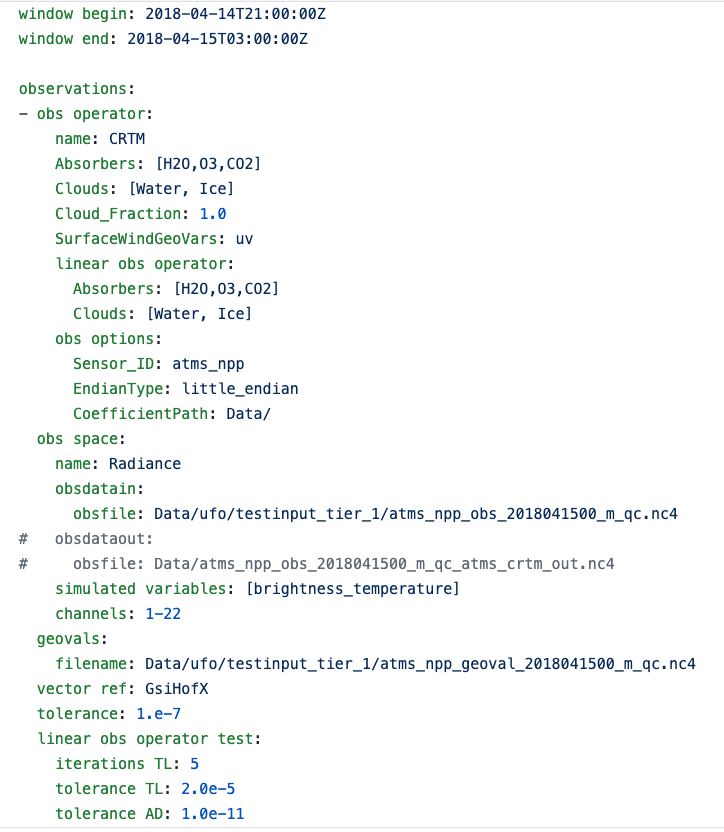 window begin: 2018-04-14T21:00:00Z
window end: 2018-04-15T03:00:00Z

observations:
- obs operator:
    name: CRTM
    Absorbers: [H2O,O3,CO2]
    Clouds: [Water, Ice]
    Cloud_Fraction: 1.0
    SurfaceWindGeoVars: uv
    linear obs operator:
      Absorbers: [H2O,O3,CO2]
      Clouds: [Water, Ice]
    obs options:
      Sensor_ID: atms_npp
      EndianType: little_endian
      CoefficientPath: Data/
  obs space:
    name: Radiance
    obsdatain:
      obsfile: Data/ufo/testinput_tier_1/atms_npp_obs_2018041500_m_qc.nc4
#   obsdataout:
#     obsfile: Data/atms_npp_obs_2018041500_m_qc_atms_crtm_out.nc4
    simulated variables: [brightness_temperature]
    channels: 1-22
  geovals:
    filename: Data/ufo/testinput_tier_1/atms_npp_geoval_2018041500_m_qc.nc4
  vector ref: GsiHofX
  tolerance: 1.e-7
  linear obs operator test:
    iterations TL: 5
    tolerance TL: 2.0e-5
    tolerance AD: 1.0e-11